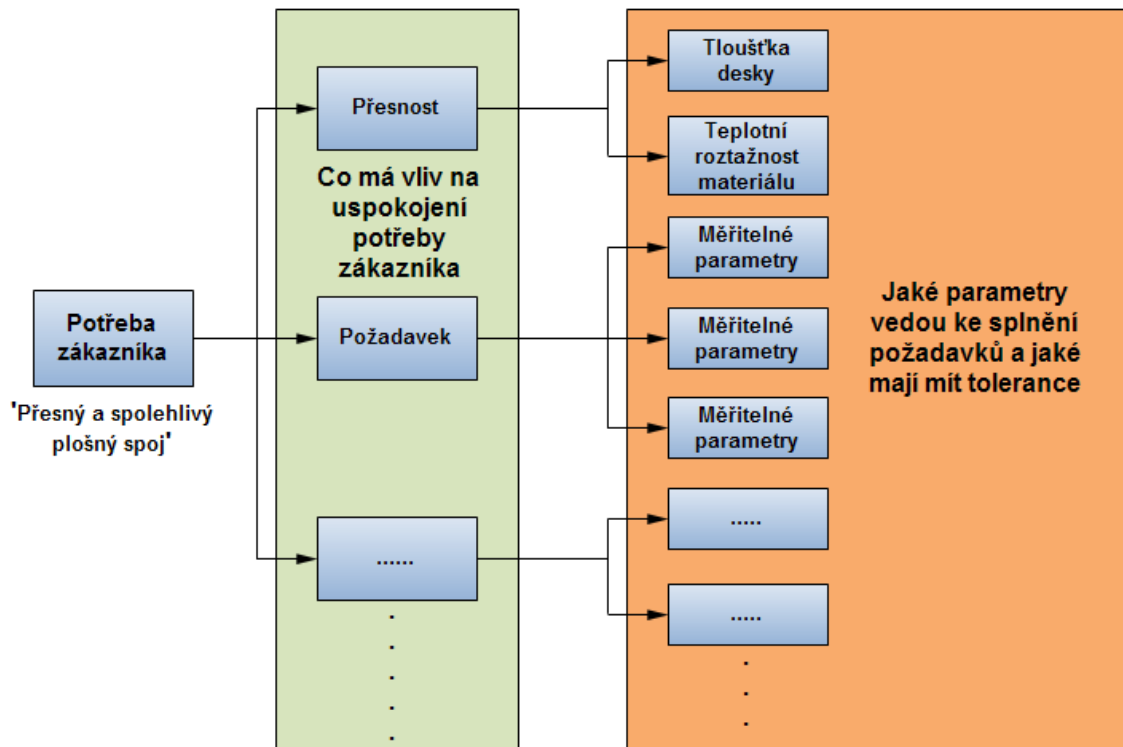 Potřeba
zákazníka
'Přesný a spolehlivý
plošný spoj'
Přesnost
Co má vliv na
uspokojení
potřeby
zákazníka
Požadavek
......
Tloušťka
desky
Teplotní
roztažnost
materiálu
Měřitelné
parametry
Měřitelné
parametry
Měřitelné
parametry
.....
.....
Jaké parametry
vedou ke splnění
požadavků a jaké
mají mít tolerance